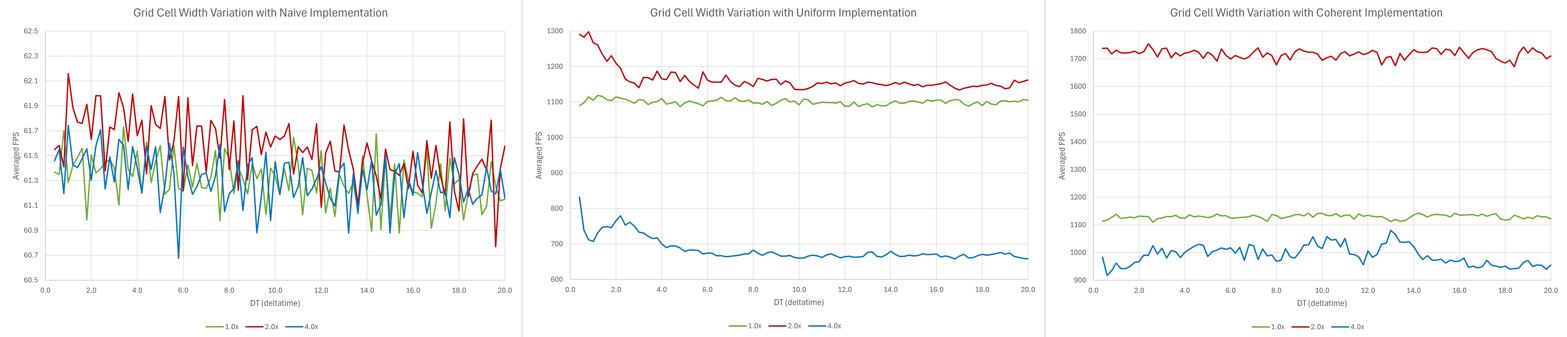 Grid Cell Width Variation with Naive Implementation
62.5
62.3
62.1
61.9
61.7
61.5
61.3
61.1
60.9
60.7
60.5
Averaged FPS
0.0 2.0 4.0 6.0 8.0 10.0 12.0 14.0 16.0 18.0 20.0
DT (deltatime)
1.0x 2.0x 4.0x
Grid Cell Width Variation with Uniform Implementation
1300
1200
1100
1000
900
800
700
600
Averaged FPS
0.0 2.0 4.0 6.0 8.0 10.0 12.0 14.0 16.0 18.0 20.0
DT (deltatime)
1.0x 2.0x 4.0x
Grid Cell Width Variation with Coherent Implementation
1800
1700
1600
1500
1400
1300
1200
1100
1000
900
Averaged FPS
0.0 2.0 4.0 6.0 8.0 10.0 12.0 14.0 16.0 18.0 20.0
DT (deltatime)
1.0x 2.0x 4.0x